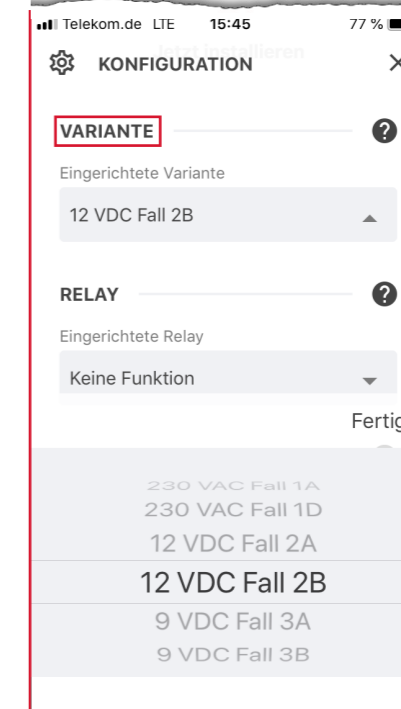 Telekom.de LTE 15:45 77 %
Jetzt installieren
KONFIGURATION
VARIANTE
Eingerichtete Variante
12 VDC Fall 2B
RELAY
Eingerichtete Relay
Keine Funktion
Fertig
230 VAC Fall 1A
230 VAC Fall 1D
12 VDC Fall 2A
12 VDC Fall 2B
9 VDC Fall 3A
9 VDC Fall 3B